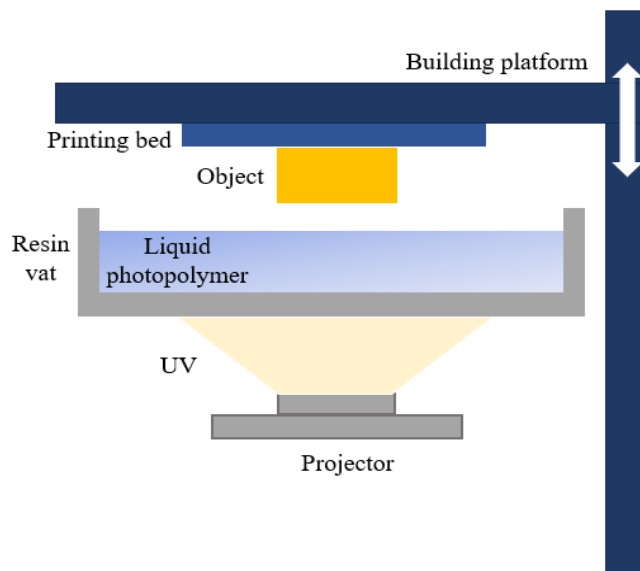 Building platform
Printing bed
Object
Resin
vat
Liquid
photopolymer
UV
Projector